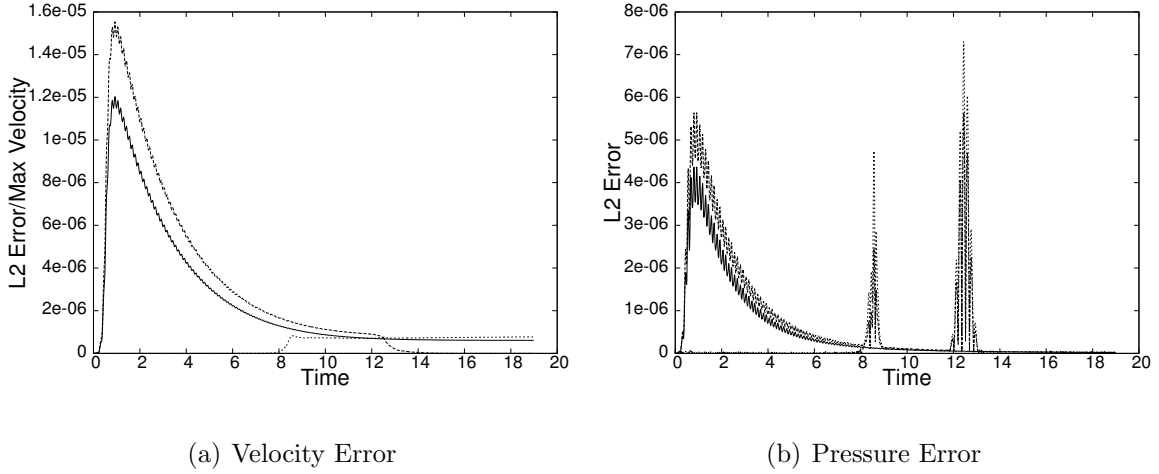 1.6e-05
1.4e-05
1.2e-05
1e-05
8e-06
6e-06
4e-06
2e-06
0
0 2 4 6 8 10 12 14 16 18 20
L2 Error/Max Velocity
Time
(a) Velocity Error
8e-06
7e-06
6e-06
5e-06
4e-06
3e-06
2e-06
1e-06
0
0 2 4 6 8 10 12 14 16 18 20
L2 Error
Time
(b) Pressure Error